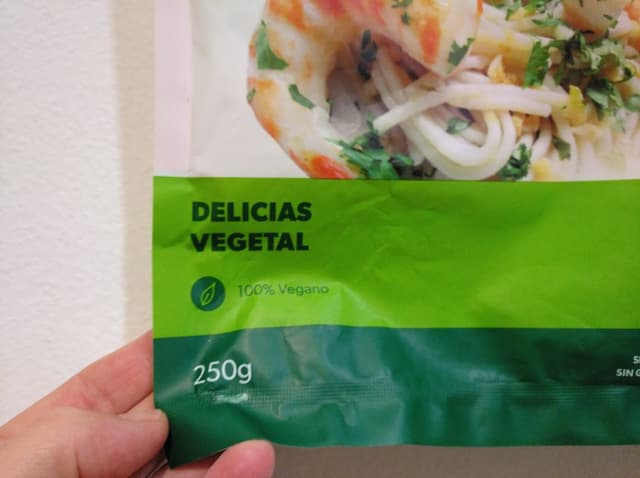 DELICIAS
VEGETAL
100% Vegano
250g
SIN